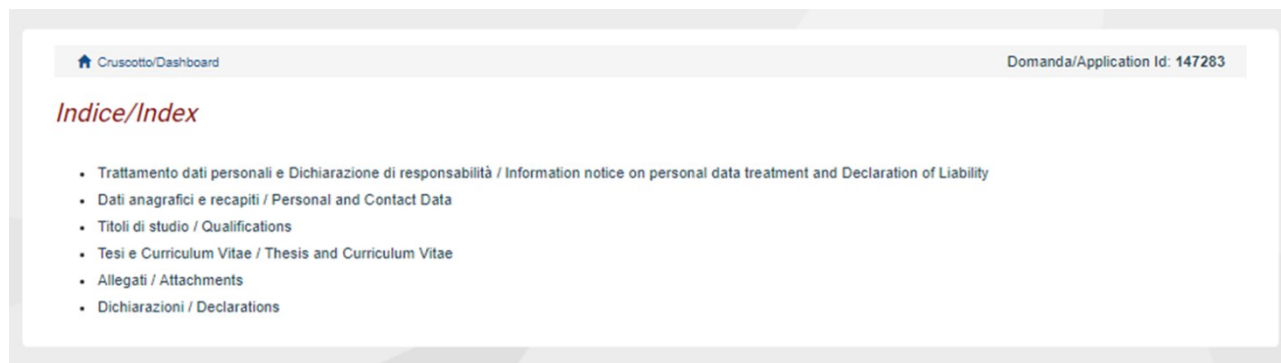 Cruscotto/Dashboard Domanda/Application Id: 147283
Indice/Index
• Trattamento dati personali e Dichiarazione di responsabilità / Information notice on personal data treatment and Declaration of Liability
• Dati anagrafici e recapiti / Personal and Contact Data
• Titoli di studio / Qualifications
• Tesi e Curriculum Vitae / Thesis and Curriculum Vitae
• Allegati / Attachments
• Dichiarazioni / Declarations